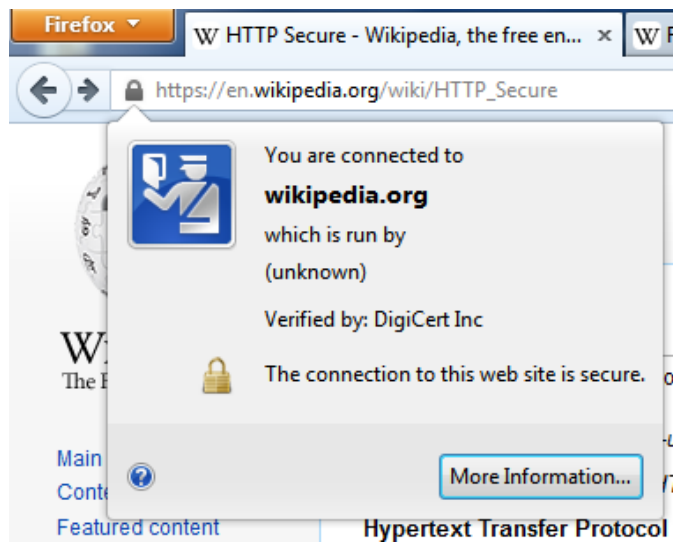 Firefox
W HTTP Secure - Wikipedia, the free en... × W
https://en.wikipedia.org/wiki/HTTP_Secure
You are connected to
wikipedia.org
which is run by
(unknown)
Verified by: DigiCert Inc
The connection to this web site is secure.
More Information...
W
The
Main
Conte
Featured content
Hypertext Transfer Protocol